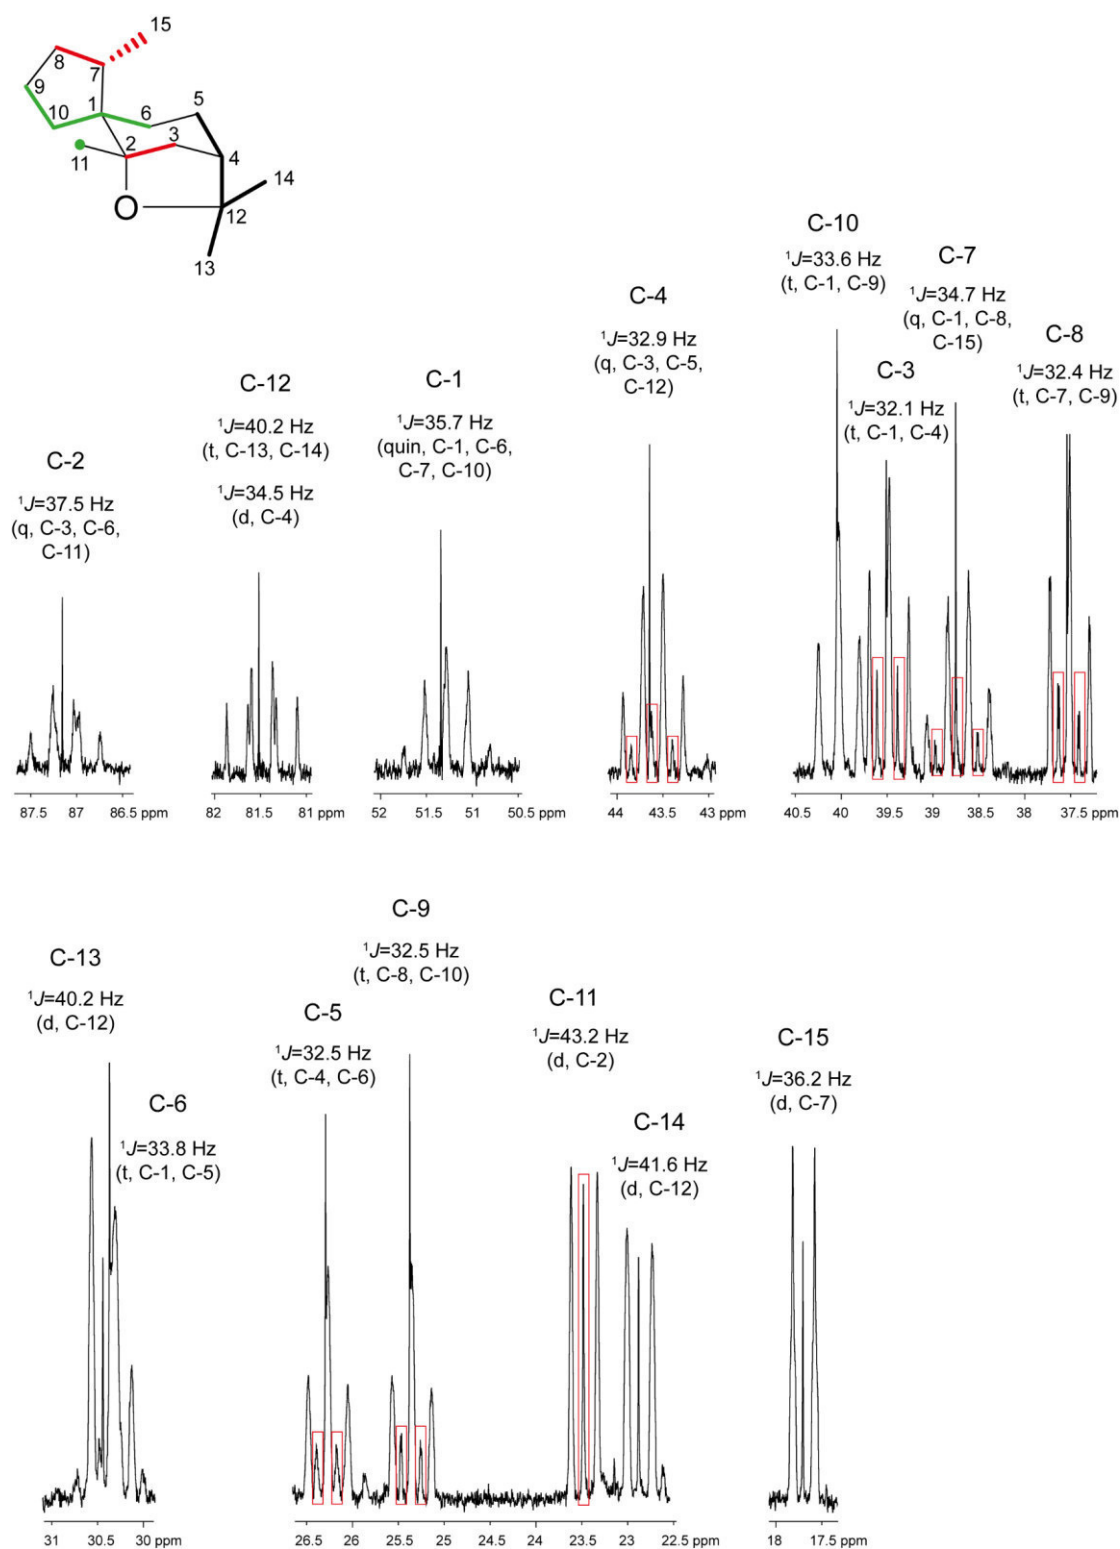 15
8
7
9
5
10
1
6
3
2
4
11
14
O
12
13
C-2
¹J=37.5 Hz
(q, C-3, C-6,
C-11)
C-12
¹J=40.2 Hz
(t, C-13, C-14)
¹J=34.5 Hz
(d, C-4)
C-1
¹J=35.7 Hz
(quin, C-1, C-6,
C-7, C-10)
C-4
¹J=32.9 Hz
(q, C-3, C-5,
C-12)
C-10
¹J=33.6 Hz
(t, C-1, C-9)
C-3
¹J=32.1 Hz
(t, C-1, C-4)
C-7
¹J=34.7 Hz
(q, C-1, C-8,
C-15)
C-8
¹J=32.4 Hz
(t, C-7, C-9)
87.5 87 86.5 ppm
82 81.5 81 ppm
52 51.5 51 50.5 ppm
44 43.5 43 ppm
40.5 40 39.5 39 38.5 38 37.5 ppm
C-13
¹J=40.2 Hz
(d, C-12)
C-6
¹J=33.8 Hz
(t, C-1, C-5)
C-5
¹J=32.5 Hz
(t, C-4, C-6)
C-9
¹J=32.5 Hz
(t, C-8, C-10)
C-11
¹J=43.2 Hz
(d, C-2)
C-14
¹J=41.6 Hz
(d, C-12)
C-15
¹J=36.2 Hz
(d, C-7)
31 30.5 30 ppm
26.5 26 25.5 25 24.5 24 23.5 23 22.5 ppm
18 17.5 ppm